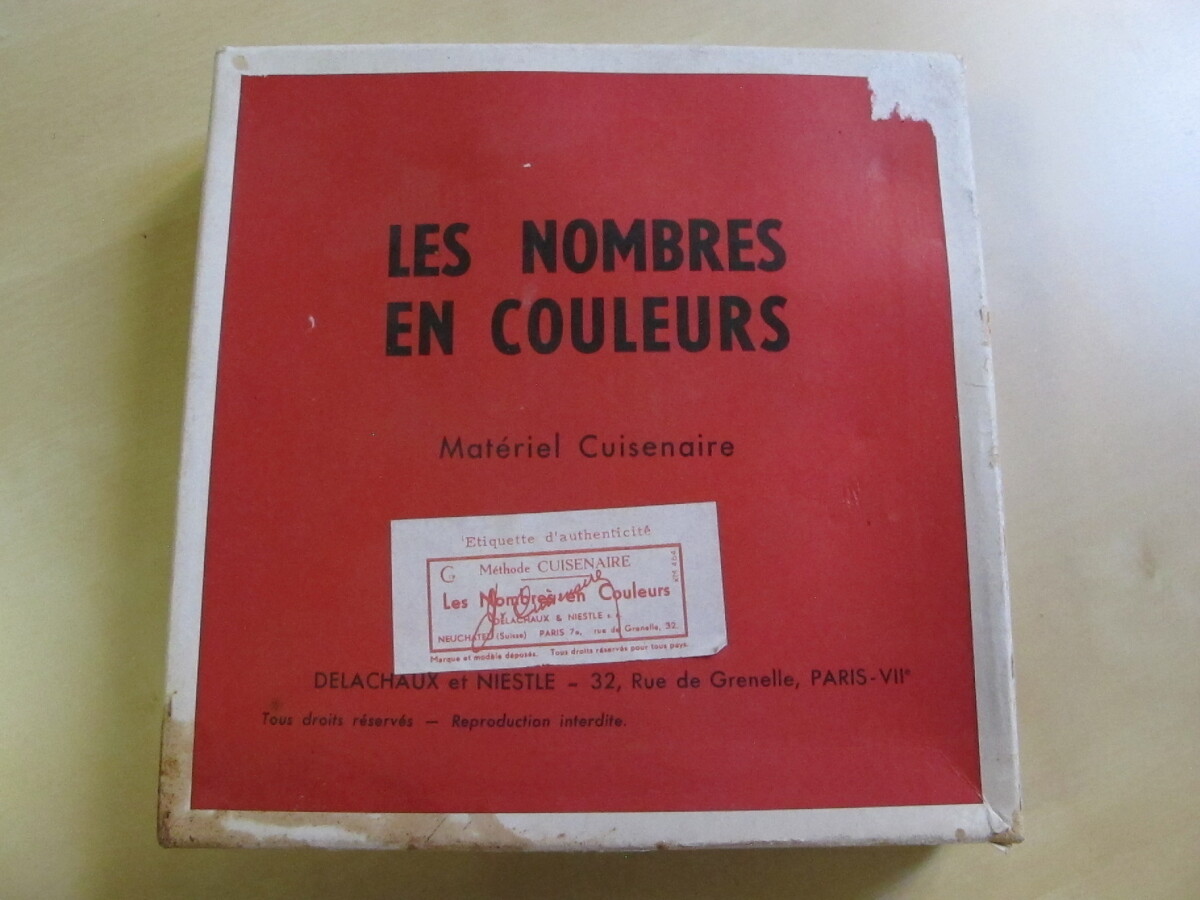 LES NOMBRES
EN COULEURS
Matériel Cuisenaire
Etiquette d'authenticité
Méthode CUISENAIRE
Les Nombres en Couleurs
DELACHAUX & NIESTLE s. a.
NEUCHATEL (Suisse) PARIS 7e, rue de Grenelle, 32.
Marque et modèle déposés. Tous droits réservés pour tous pays.
DELACHAUX et NIESTLE – 32, Rue de Grenelle, PARIS-VIIe
Tous droits réservés — Reproduction interdite.